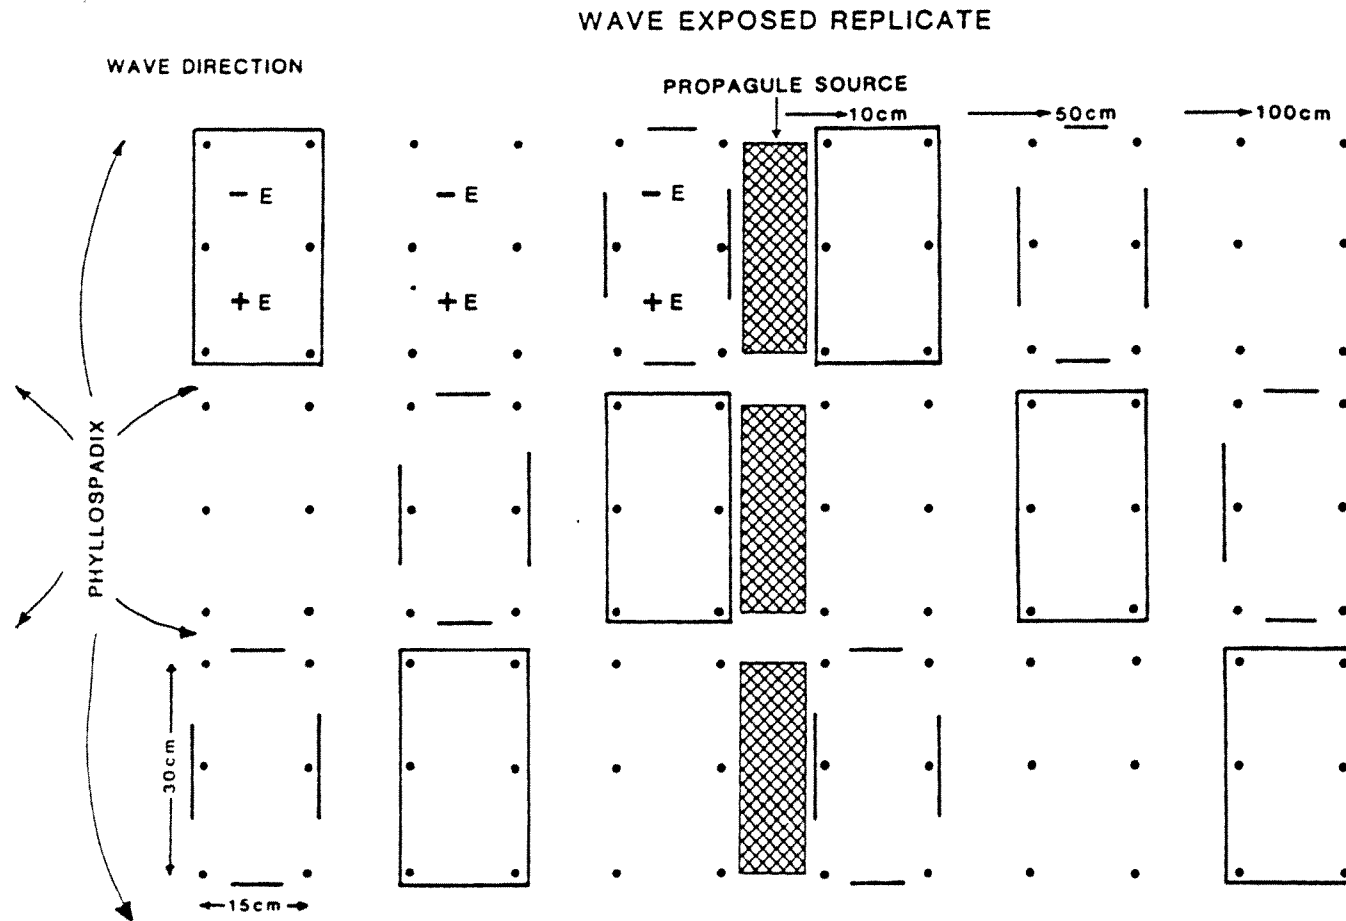 WAVE EXPOSED REPLICATE
WAVE DIRECTION
PROPAGULE SOURCE
10cm
50cm
100cm
− E
− E
− E
+ E
+ E
+ E
PHYLLOSPADIX
30cm
15cm